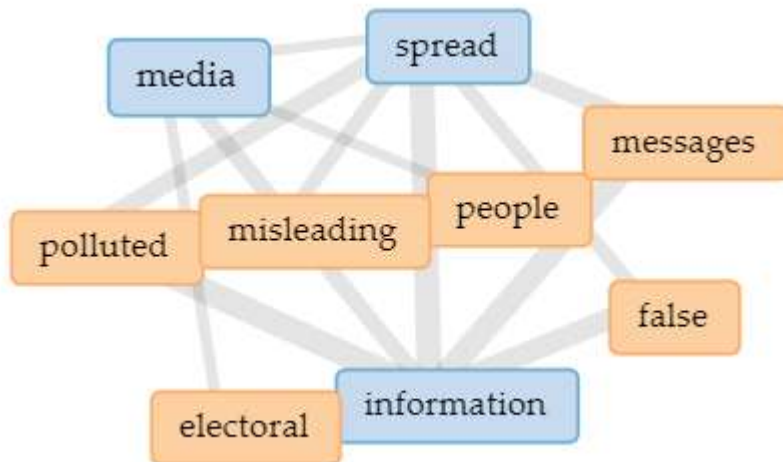 spread
media
messages
people
misleading
polluted
false
information
electoral